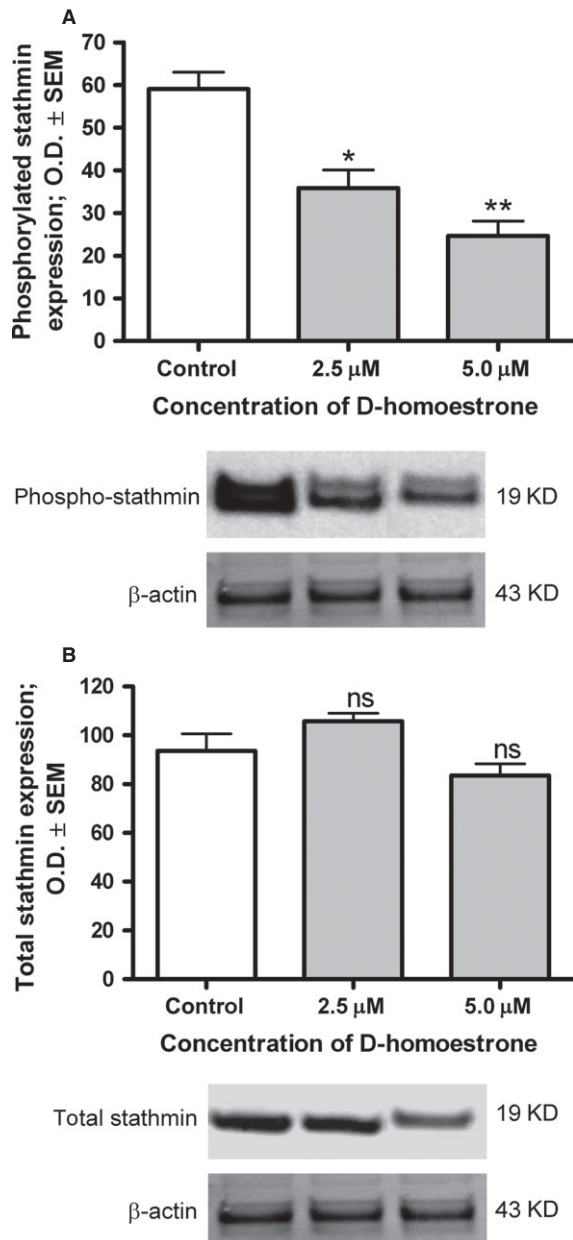 A
Phosphorylated stathmin
expression; O.D. ± SEM
70
60
50
40
30
20
10
0
*
**
Control 2.5 μM 5.0 μM
Concentration of D-homoestrone
Phospho-stathmin 19 KD
β-actin 43 KD
B
Total stathmin expression;
O.D. ± SEM
120
100
80
60
40
20
0
ns
ns
Control 2.5 μM 5.0 μM
Concentration of D-homoestrone
Total stathmin 19 KD
β-actin 43 KD